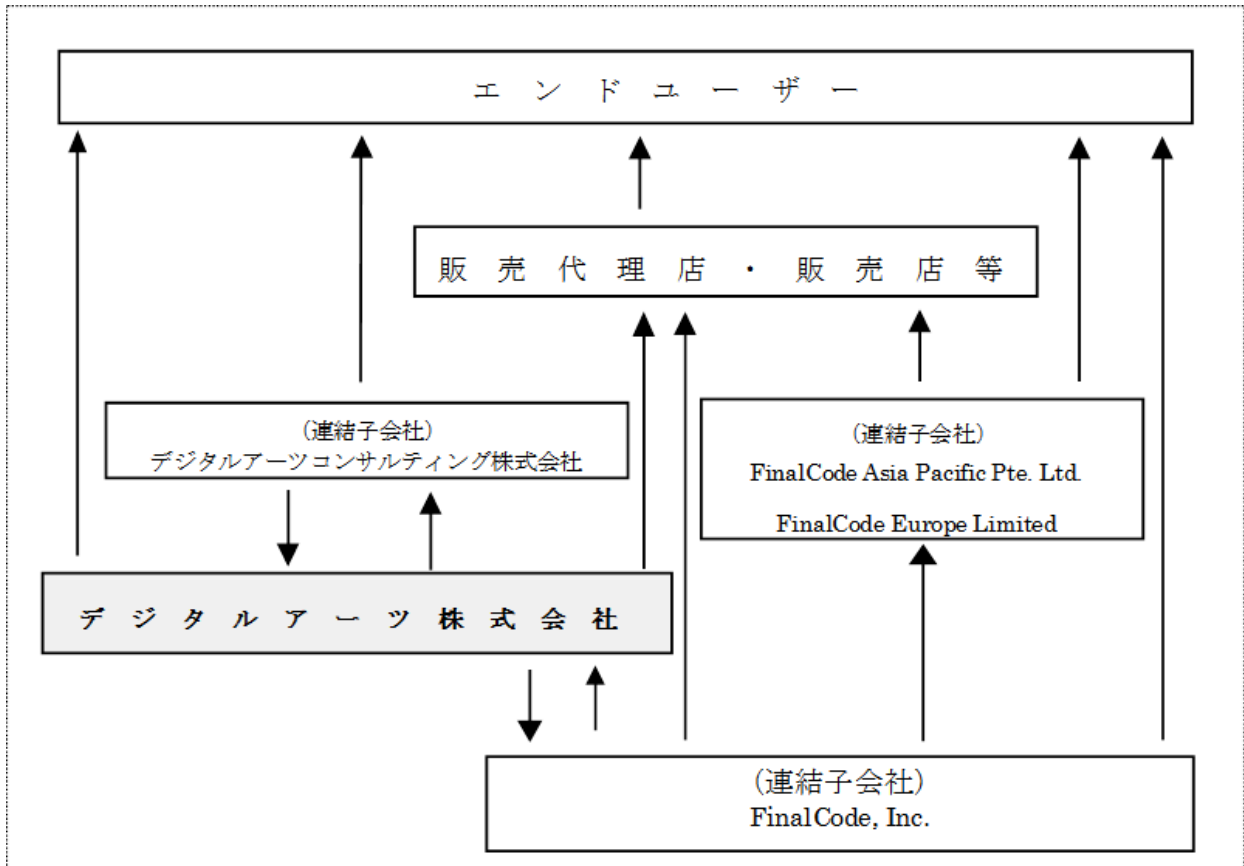 エンドユーザー
販売代理店・販売店等
(連結子会社)
デジタルアーツコンサルティング株式会社
(連結子会社)
FinalCode Asia Pacific Pte. Ltd.
FinalCode Europe Limited
デジタルアーツ株式会社
(連結子会社)
FinalCode, Inc.